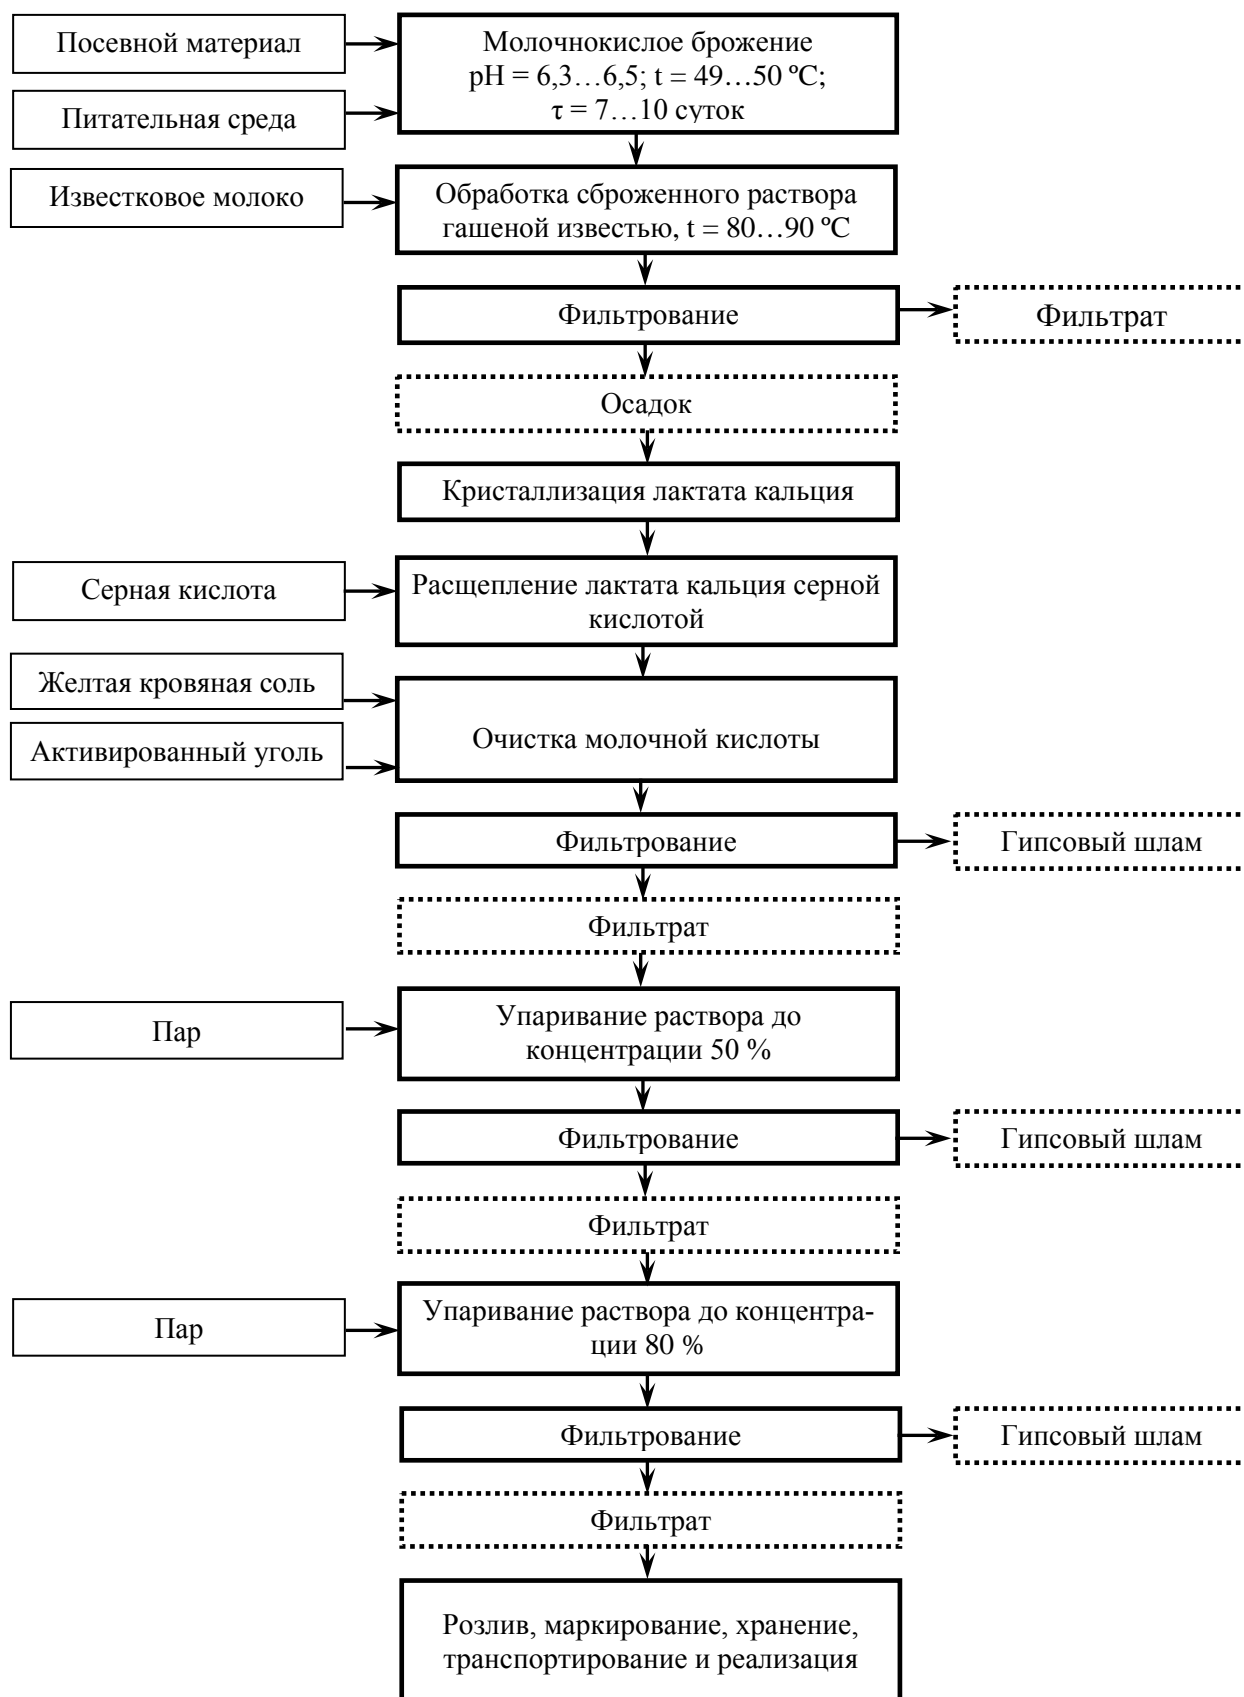 Посевной материал
Молочнокислое брожение
pH = 6,3…6,5; t = 49…50 ºC;
τ = 7…10 суток
Питательная среда
Известковое молоко
Обработка сброженного раствора
гашеной известью, t = 80…90 ºC
Фильтрование
Фильтрат
Осадок
Кристаллизация лактата кальция
Серная кислота
Расщепление лактата кальция серной
кислотой
Желтая кровяная соль
Активированный уголь
Очистка молочной кислоты
Фильтрование
Гипсовый шлам
Фильтрат
Пар
Упаривание раствора до
концентрации 50 %
Фильтрование
Гипсовый шлам
Фильтрат
Пар
Упаривание раствора до концентра-
ции 80 %
Фильтрование
Гипсовый шлам
Фильтрат
Розлив, маркирование, хранение,
транспортирование и реализация